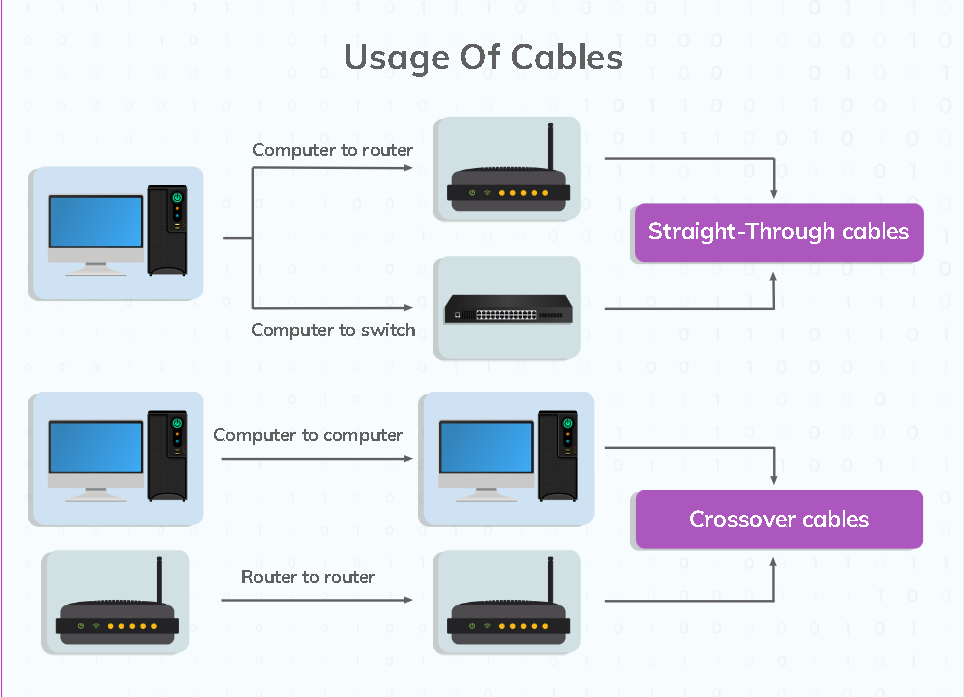 Usage Of Cables
Computer to router
Straight-Through cables
Computer to switch
Computer to computer
Crossover cables
Router to router